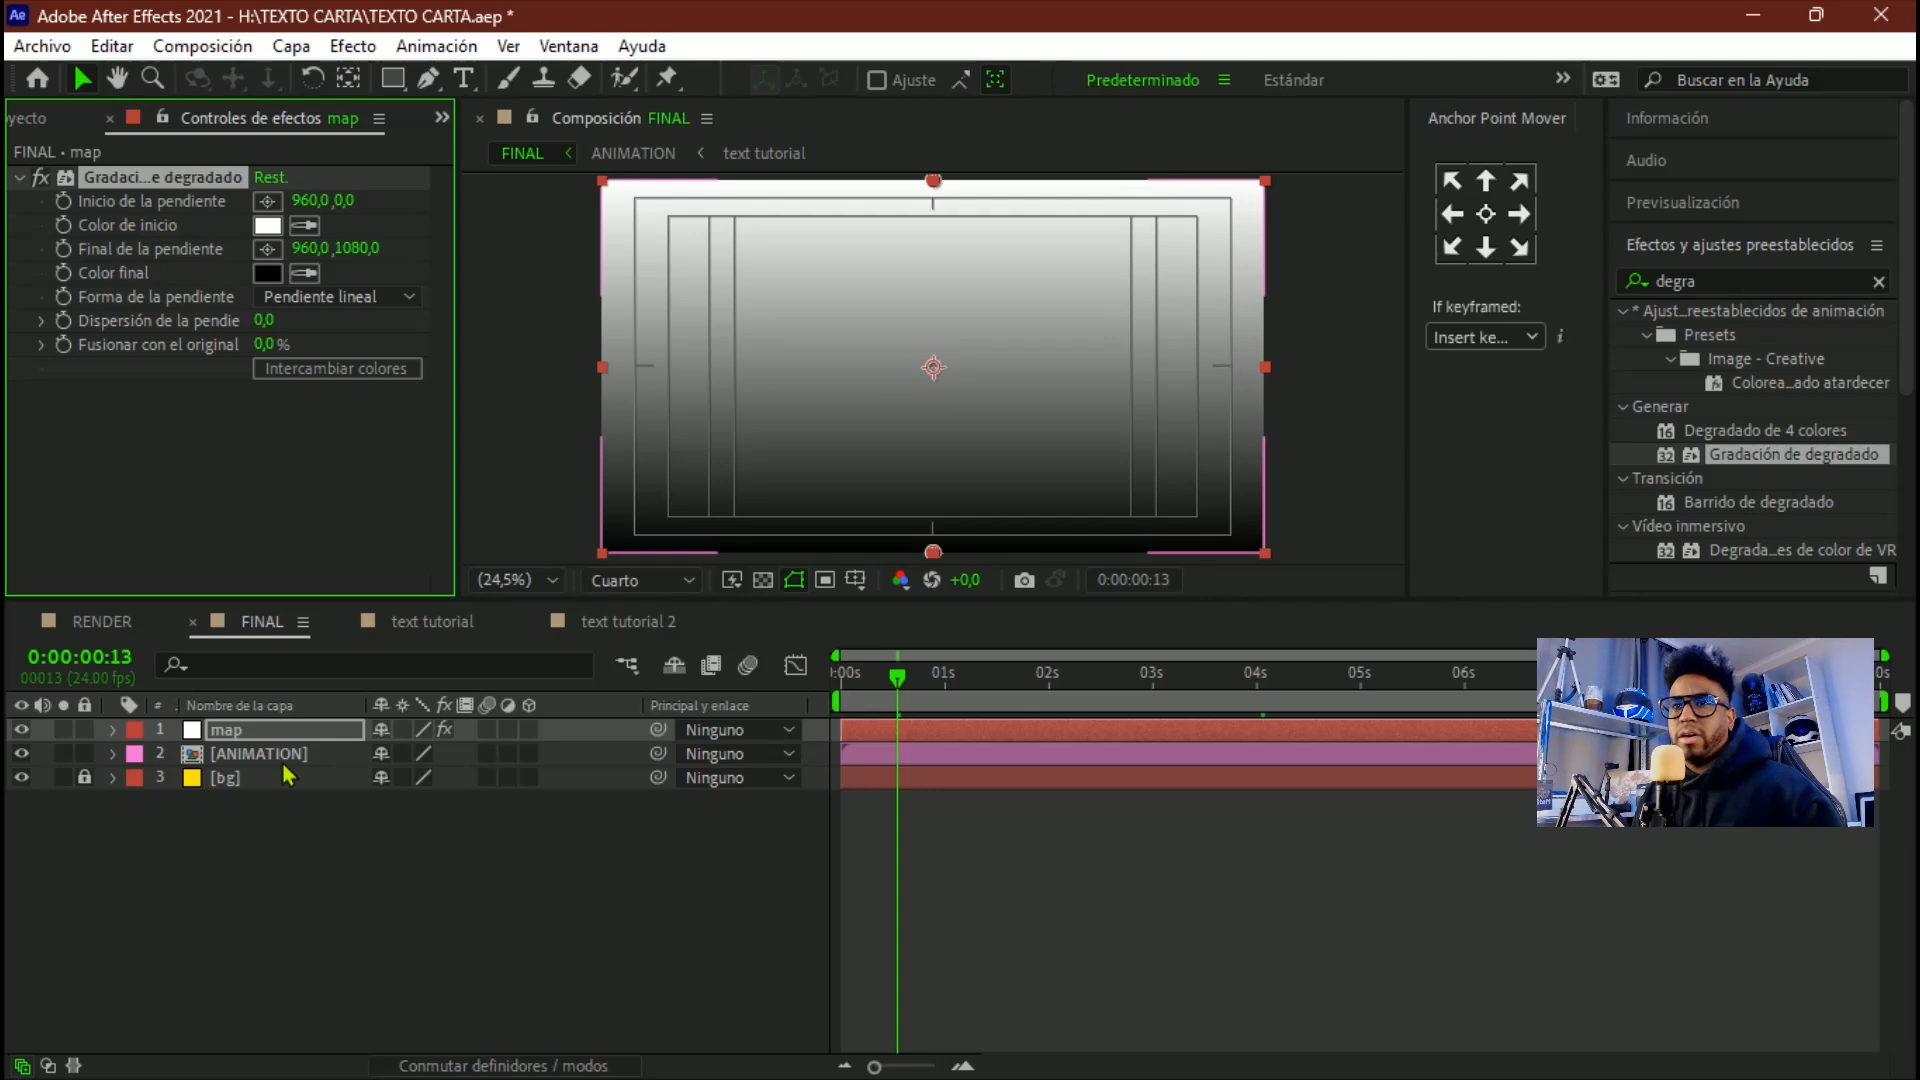 Ae Adobe After Effects 2021 - H:\TEXTO CARTA\TEXTO CARTA.aep *
Archivo Editar Composición Capa Efecto Animación Ver Ventana Ayuda
Ajuste Predeterminado Estándar Buscar en la Ayuda
yecto Controles de efectos map
FINAL • map
Gradaci...e degradado Rest.
Inicio de la pendiente 960,0,0,0
Color de inicio
Final de la pendiente 960,0,1080,0
Color final
Forma de la pendiente Pendiente lineal
Dispersión de la pendie 0,0
Fusionar con el original 0,0 %
Intercambiar colores
Composición FINAL
FINAL ANIMATION text tutorial
(24,5%) Cuarto +0,0 0:00:00:13
Anchor Point Mover
If keyframed:
Insert ke...
Información
Audio
Previsualización
Efectos y ajustes preestablecidos
degra
* Ajust...reestablecidos de animación
Presets
Image - Creative
Colorea...ado atardecer
Generar
16 Degradado de 4 colores
32 Gradación de degradado
Transición
16 Barrido de degradado
Vídeo inmersivo
32 Degrada...es de color de VR
RENDER FINAL text tutorial text tutorial 2
0:00:00:13
00013 (24.00 fps)
:00s 01s 02s 03s 04s 05s 06s 0s
# Nombre de la capa fx Principal y enlace
1 map fx Ninguno
2 [ANIMATION] Ninguno
3 [bg] Ninguno
Conmutar definidores / modos